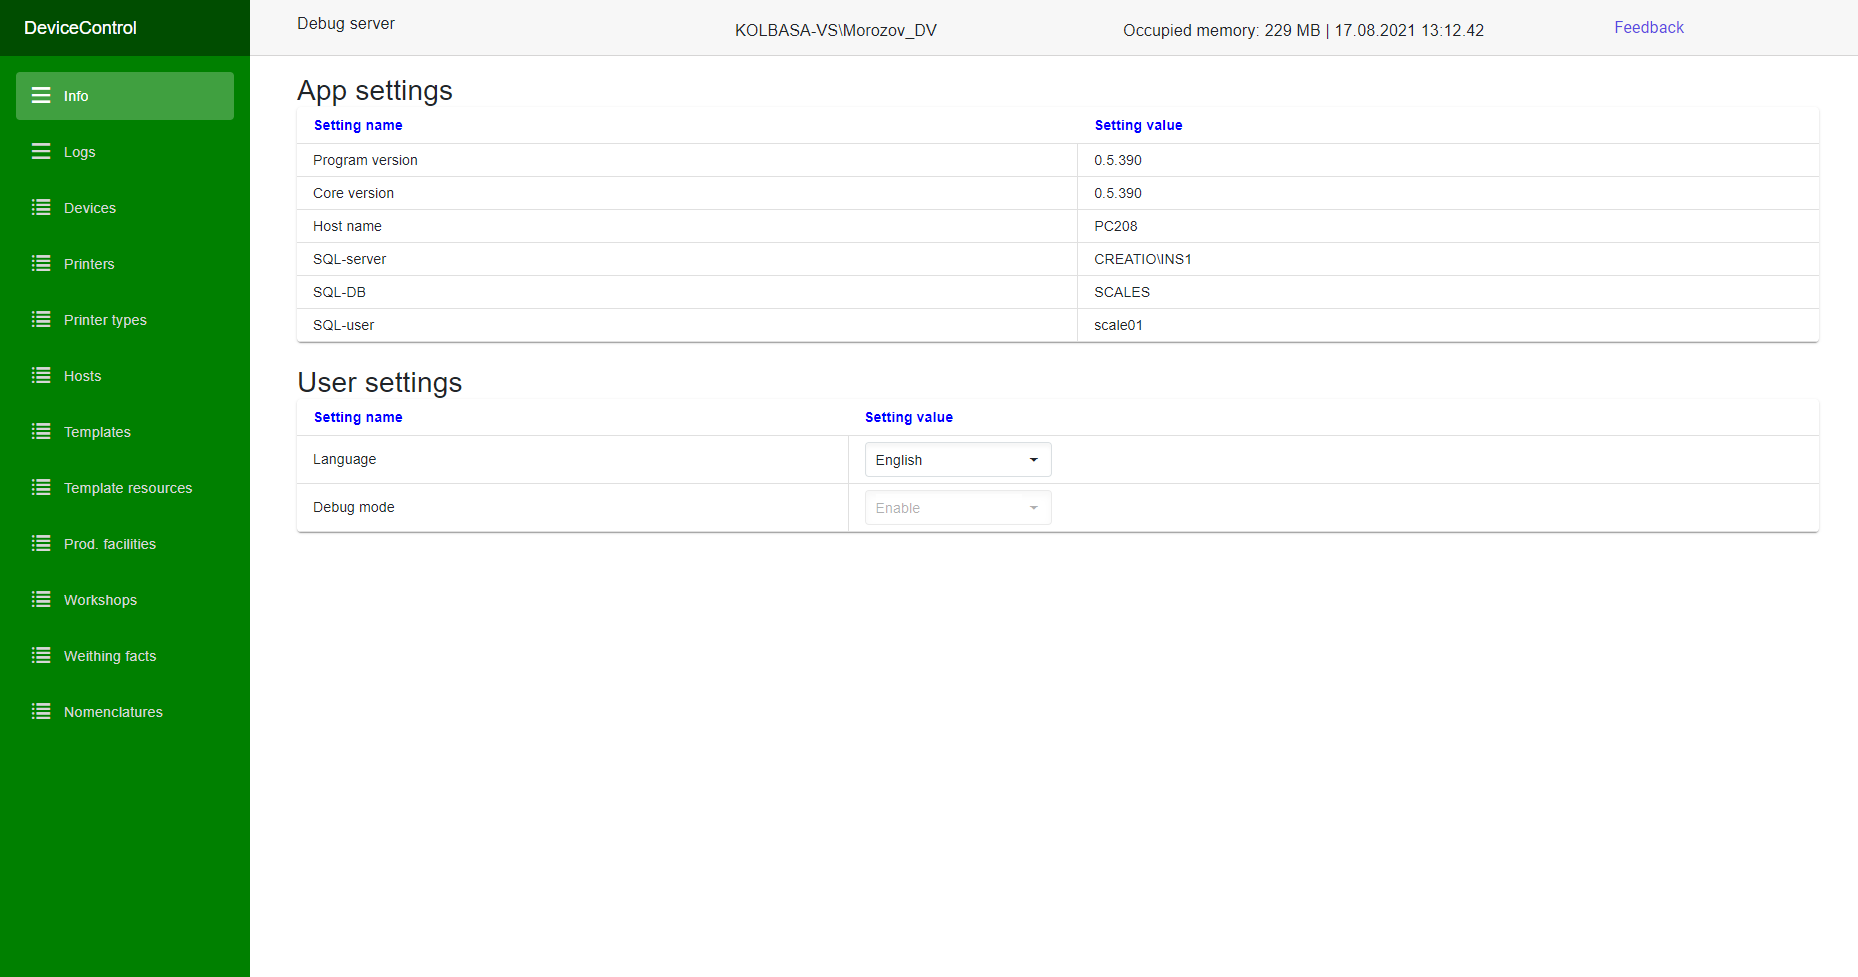 DeviceControl
Debug server
KOLBASA-VS\Morozov_DV
Occupied memory: 229 MB | 17.08.2021 13:12.42
Feedback
Info
Logs
Devices
Printers
Printer types
Hosts
Templates
Template resources
Prod. facilities
Workshops
Weithing facts
Nomenclatures
App settings
Setting name Setting value
Program version 0.5.390
Core version 0.5.390
Host name PC208
SQL-server CREATIO\INS1
SQL-DB SCALES
SQL-user scale01
User settings
Setting name Setting value
Language English
Debug mode Enable